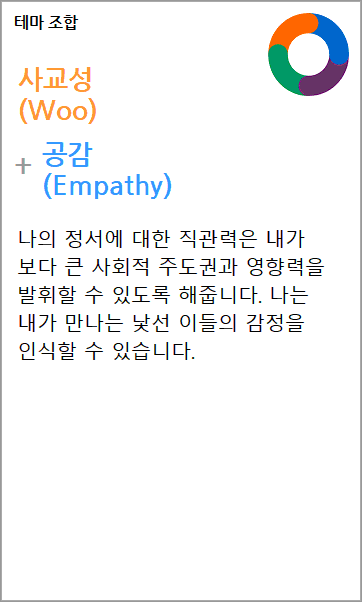 테마 조합
사교성
(Woo)
+ 공감
(Empathy)
나의 정서에 대한 직관력은 내가
보다 큰 사회적 주도권과 영향력을
발휘할 수 있도록 해줍니다. 나는
내가 만나는 낯선 이들의 감정을
인식할 수 있습니다.